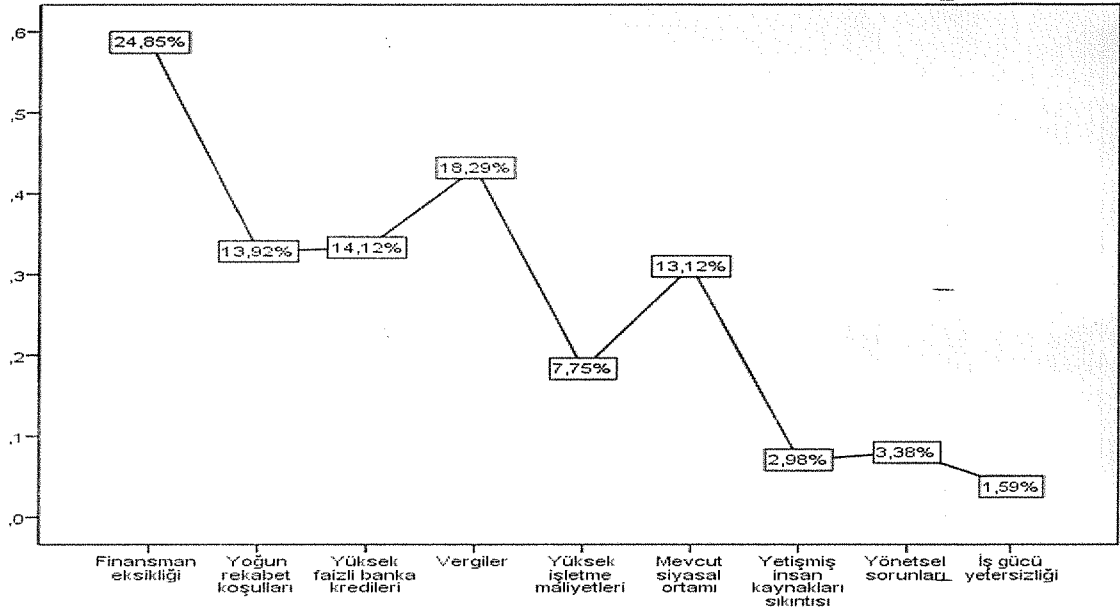 ,6
,5
,4
,3
,2
,1
,0
24,85%
13,92%
14,12%
18,29%
7,75%
13,12%
2,98%
3,38%
1,59%
Finansman
eksikliği
Yoğun
rekabet
koşulları
Yüksek
faizli banka
kredileri
Vergiler
Yüksek
işletme
maliyetleri
Mevcut
siyasal
ortamı
Yetişmiş
insan
kaynakları
sıkıntısı
Yönetsel
sorunları
İş gücü
yetersizliği